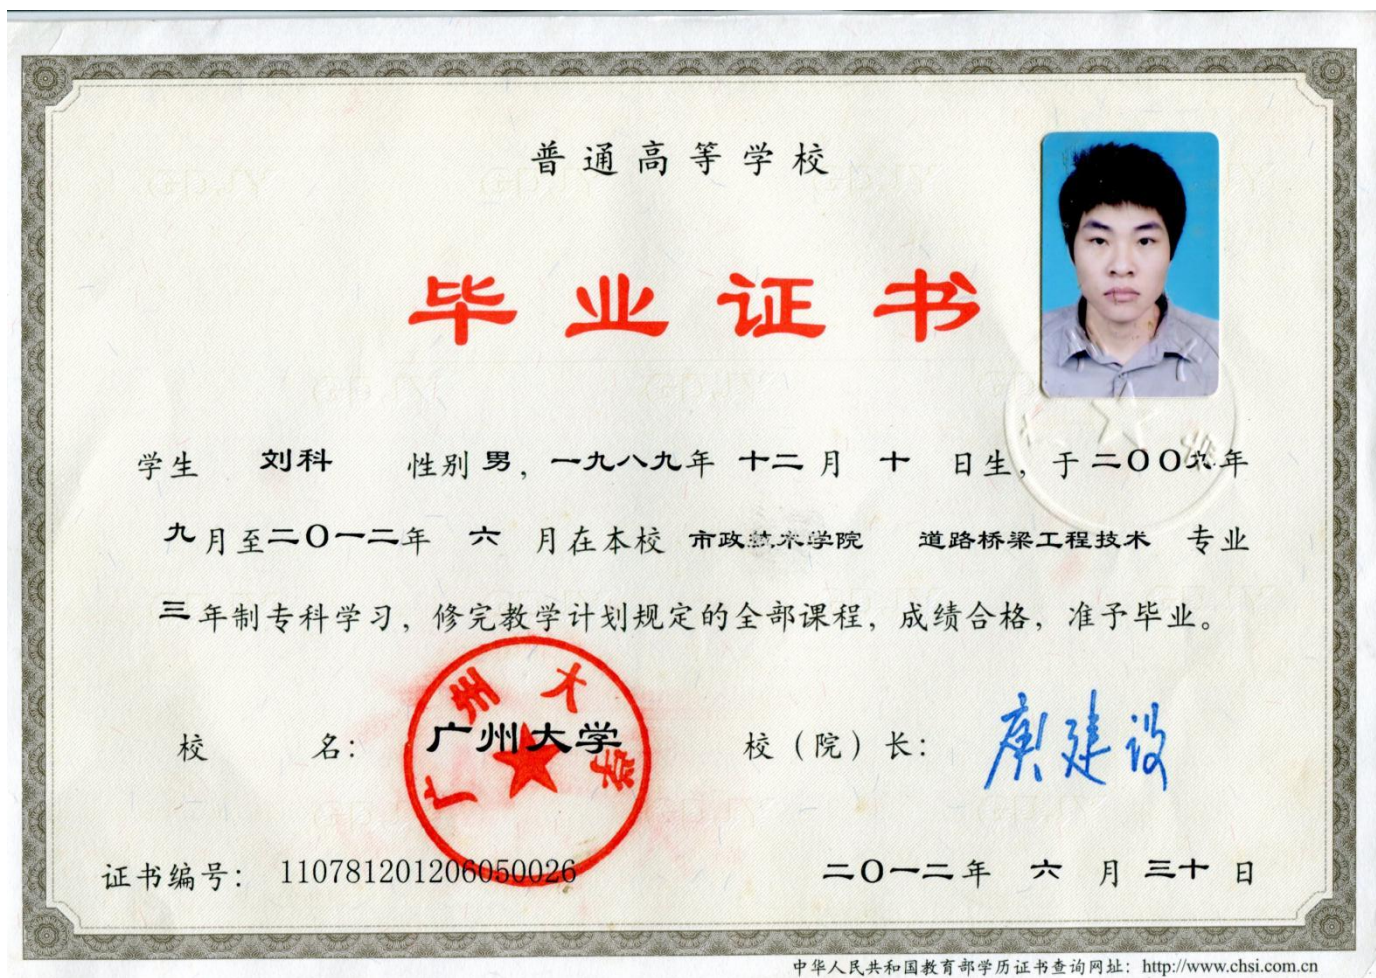 普通高等学校
毕业证书
学生 刘科 性别 男，一九八九年 十二 月 十 日生，于 二〇〇九年
九月至二〇一二年 六 月在本校 市政技术学院 道路桥梁工程技术 专业
三年制专科学习，修完教学计划规定的全部课程，成绩合格，准予毕业。
校 名： 广州大学 校（院）长： 庾建设
广州大学
证书编号： 110781201206050026 二〇一二年 六 月 三十 日
中华人民共和国教育部学历证书查询网址：http://www.chsi.com.cn